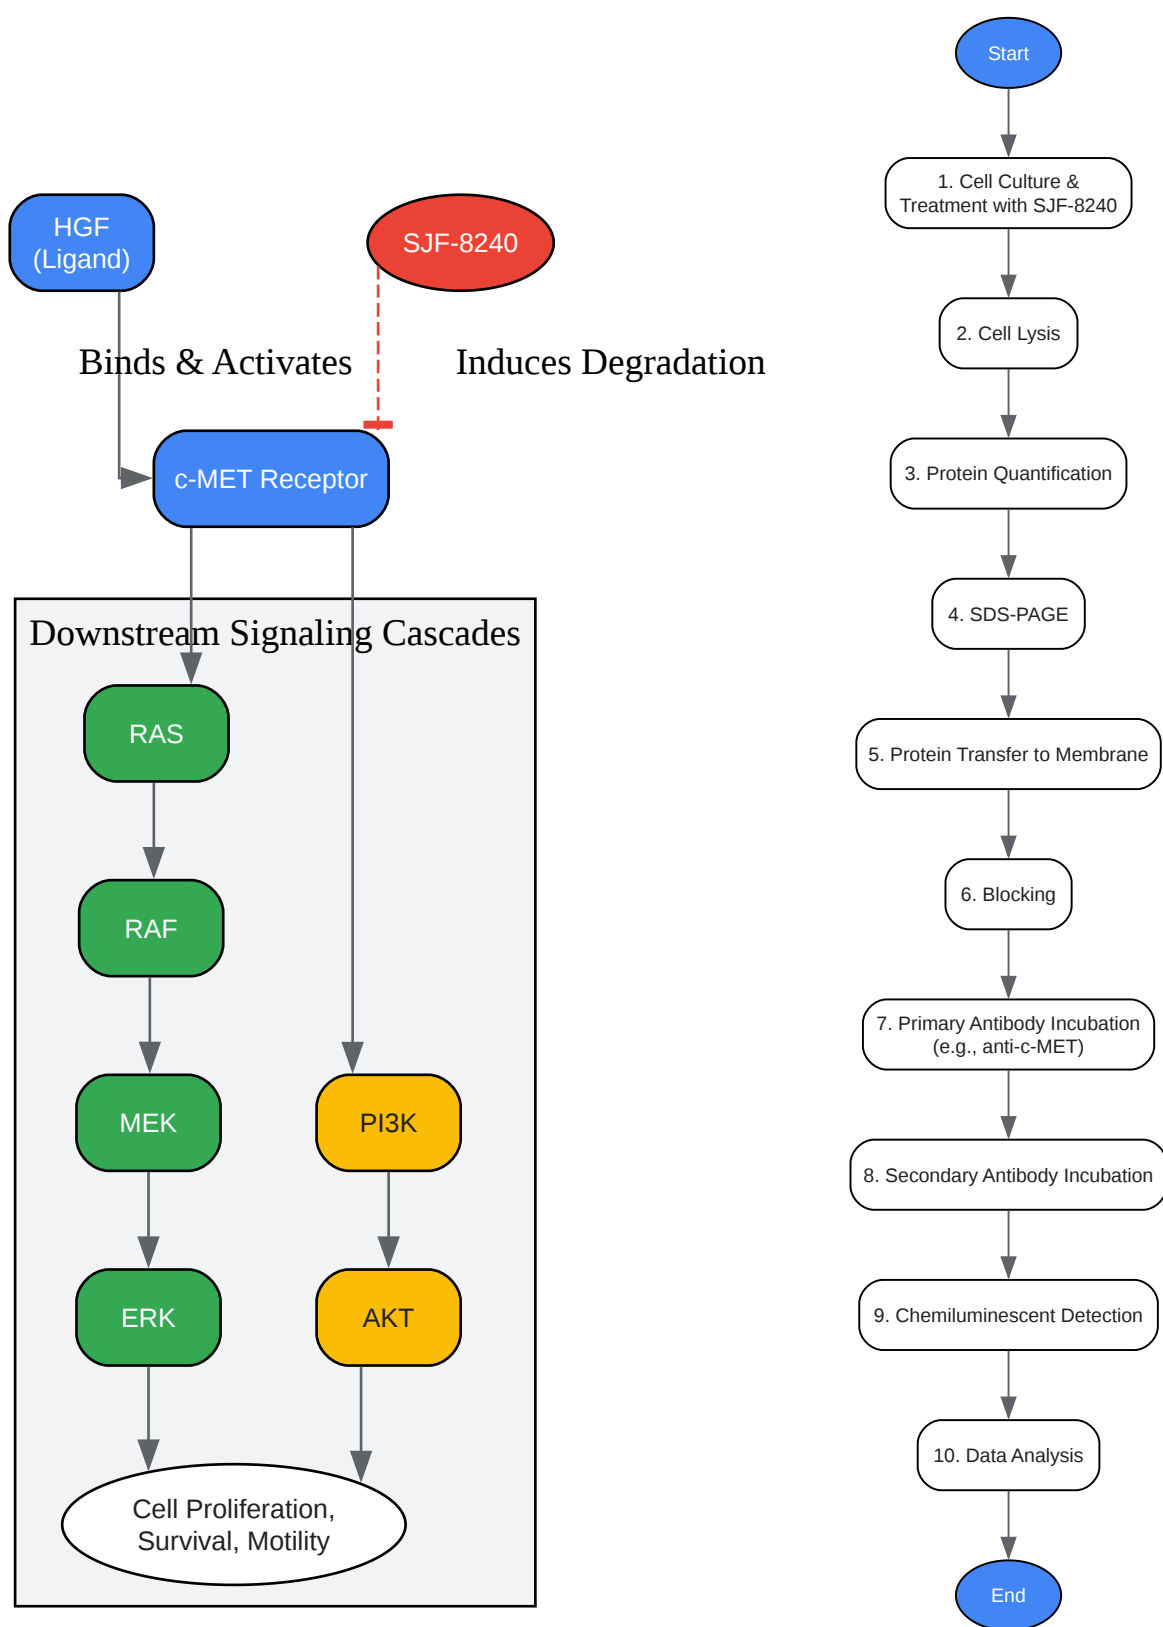 HGF
(Ligand)
SJF-8240
Binds & Activates
Induces Degradation
c-MET Receptor
Downstream Signaling Cascades
RAS
RAF
MEK
PI3K
ERK
AKT
Cell Proliferation,
Survival, Motility
Start
1. Cell Culture &
Treatment with SJF-8240
2. Cell Lysis
3. Protein Quantification
4. SDS-PAGE
5. Protein Transfer to Membrane
6. Blocking
7. Primary Antibody Incubation
(e.g., anti-c-MET)
8. Secondary Antibody Incubation
9. Chemiluminescent Detection
10. Data Analysis
End